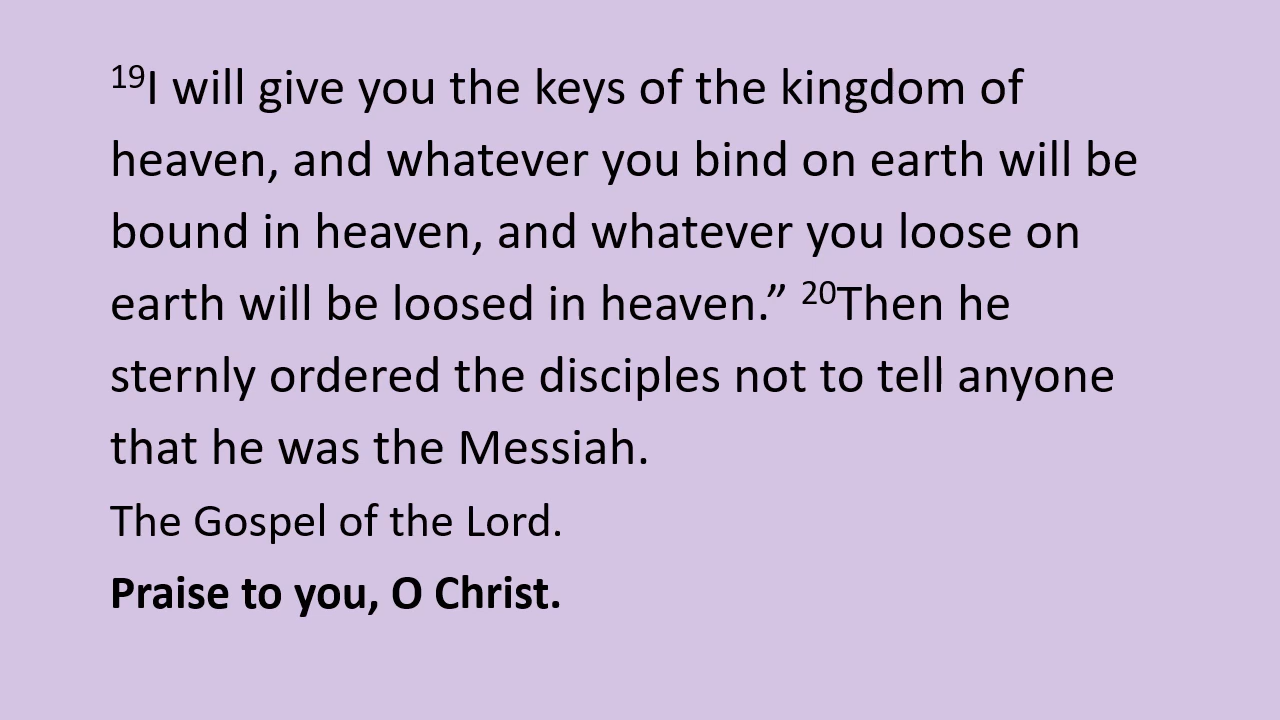 ¹⁹I will give you the keys of the kingdom of
heaven, and whatever you bind on earth will be
bound in heaven, and whatever you loose on
earth will be loosed in heaven.” ²⁰Then he
sternly ordered the disciples not to tell anyone
that he was the Messiah.
The Gospel of the Lord.
Praise to you, O Christ.